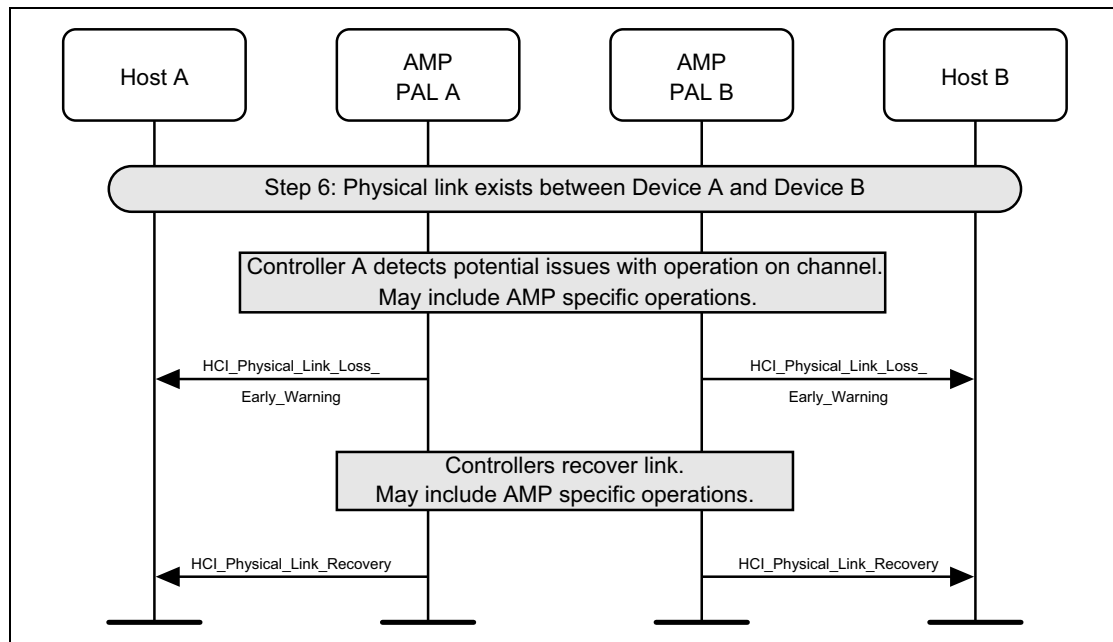 Host A
AMP
PAL A
AMP
PAL B
Host B
Step 6: Physical link exists between Device A and Device B
Controller A detects potential issues with operation on channel.
May include AMP specific operations.
HCI_Physical_Link_Loss_
Early_Warning
HCI_Physical_Link_Loss_
Early_Warning
Controllers recover link.
May include AMP specific operations.
HCI_Physical_Link_Recovery
HCI_Physical_Link_Recovery